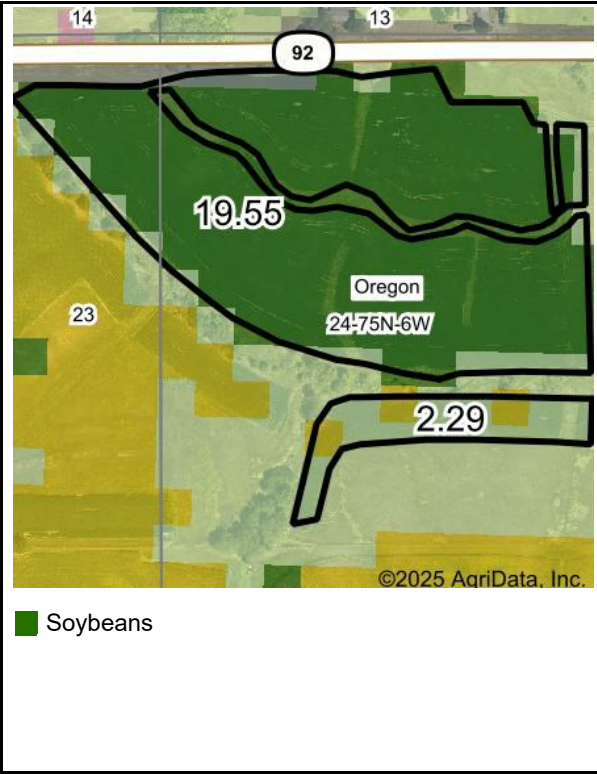 14
13
92
19.55
Oregon
24-75N-6W
23
2.29
©2025 AgriData, Inc.
Soybeans